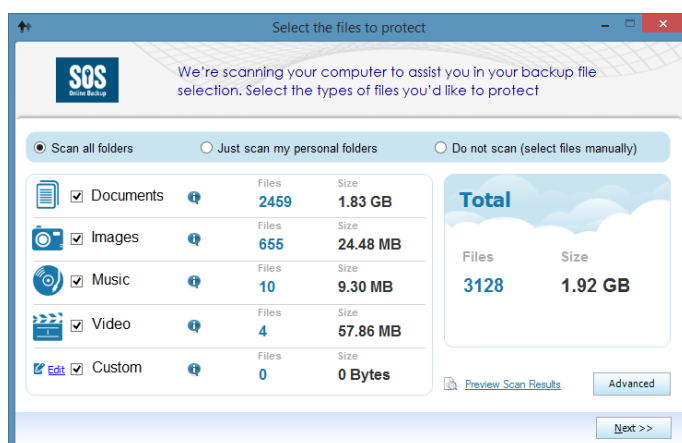 Select the files to protect
SOS
Online Backup
We're scanning your computer to assist you in your backup file
selection. Select the types of files you'd like to protect
Scan all folders
Just scan my personal folders
Do not scan (select files manually)
Documents
Files
Size
2459
1.83 GB
Images
Files
Size
655
24.48 MB
Music
Files
Size
10
9.30 MB
Video
Files
Size
4
57.86 MB
Edit
Custom
Files
Size
0
0 Bytes
Total
Files
Size
3128
1.92 GB
Preview Scan Results
Advanced
Next >>